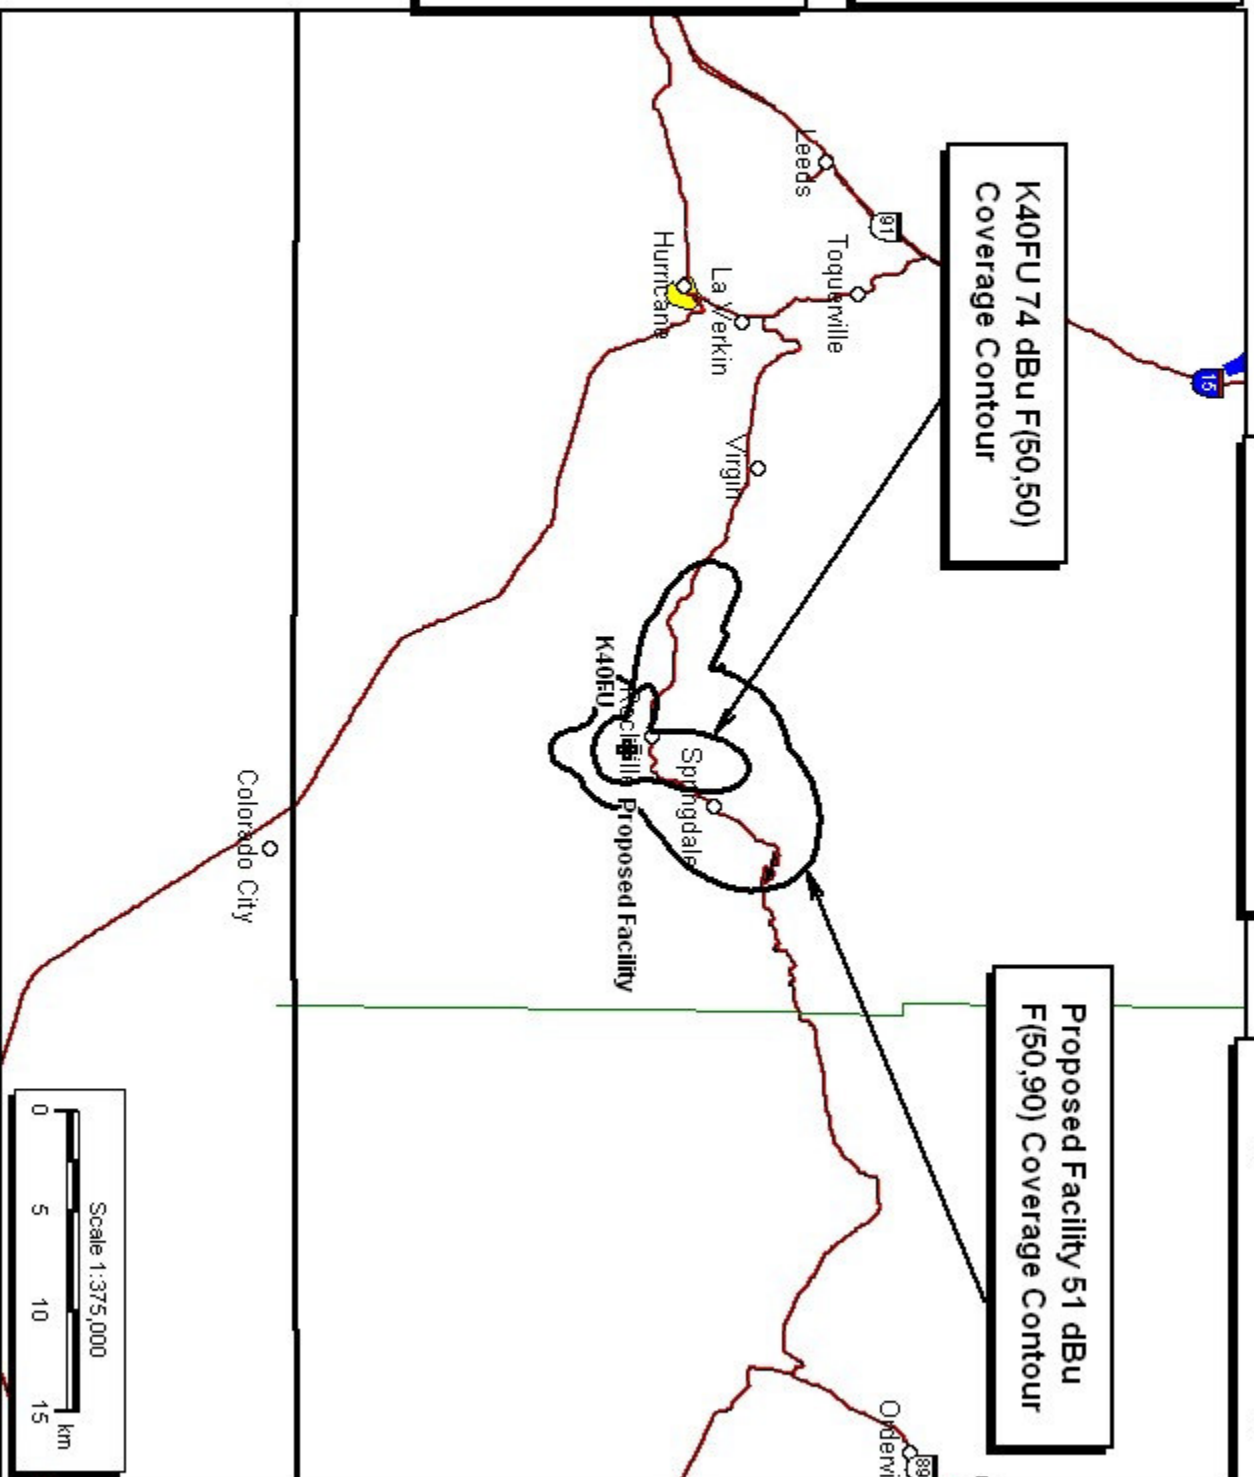 15
K40FU 74 dBu F(50,50)
Coverage Contour
Proposed Facility 51 dBu
F(50,90) Coverage Contour
91
Leeds
Toquerville
La Verkin
Hurricane
Virgin
Springdale
K40FU
Proposed Facility
Colorado City
89
Scale 1:375,000
0 5 10 15
km